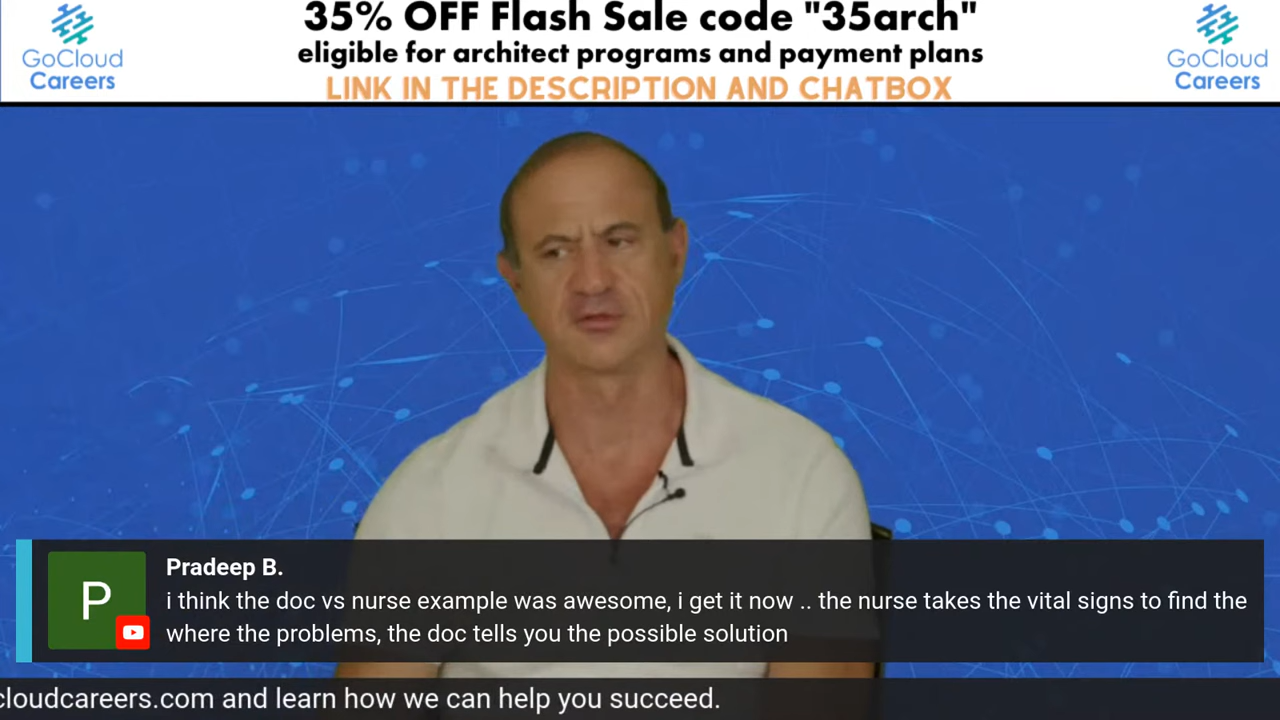 35% OFF Flash Sale code "35arch"
eligible for architect programs and payment plans
LINK IN THE DESCRIPTION AND CHATBOX
GoCloud
Careers
GoCloud
Careers
P
Pradeep B.
i think the doc vs nurse example was awesome, i get it now .. the nurse takes the vital signs to find the
where the problems, the doc tells you the possible solution
cloudcareers.com and learn how we can help you succeed.